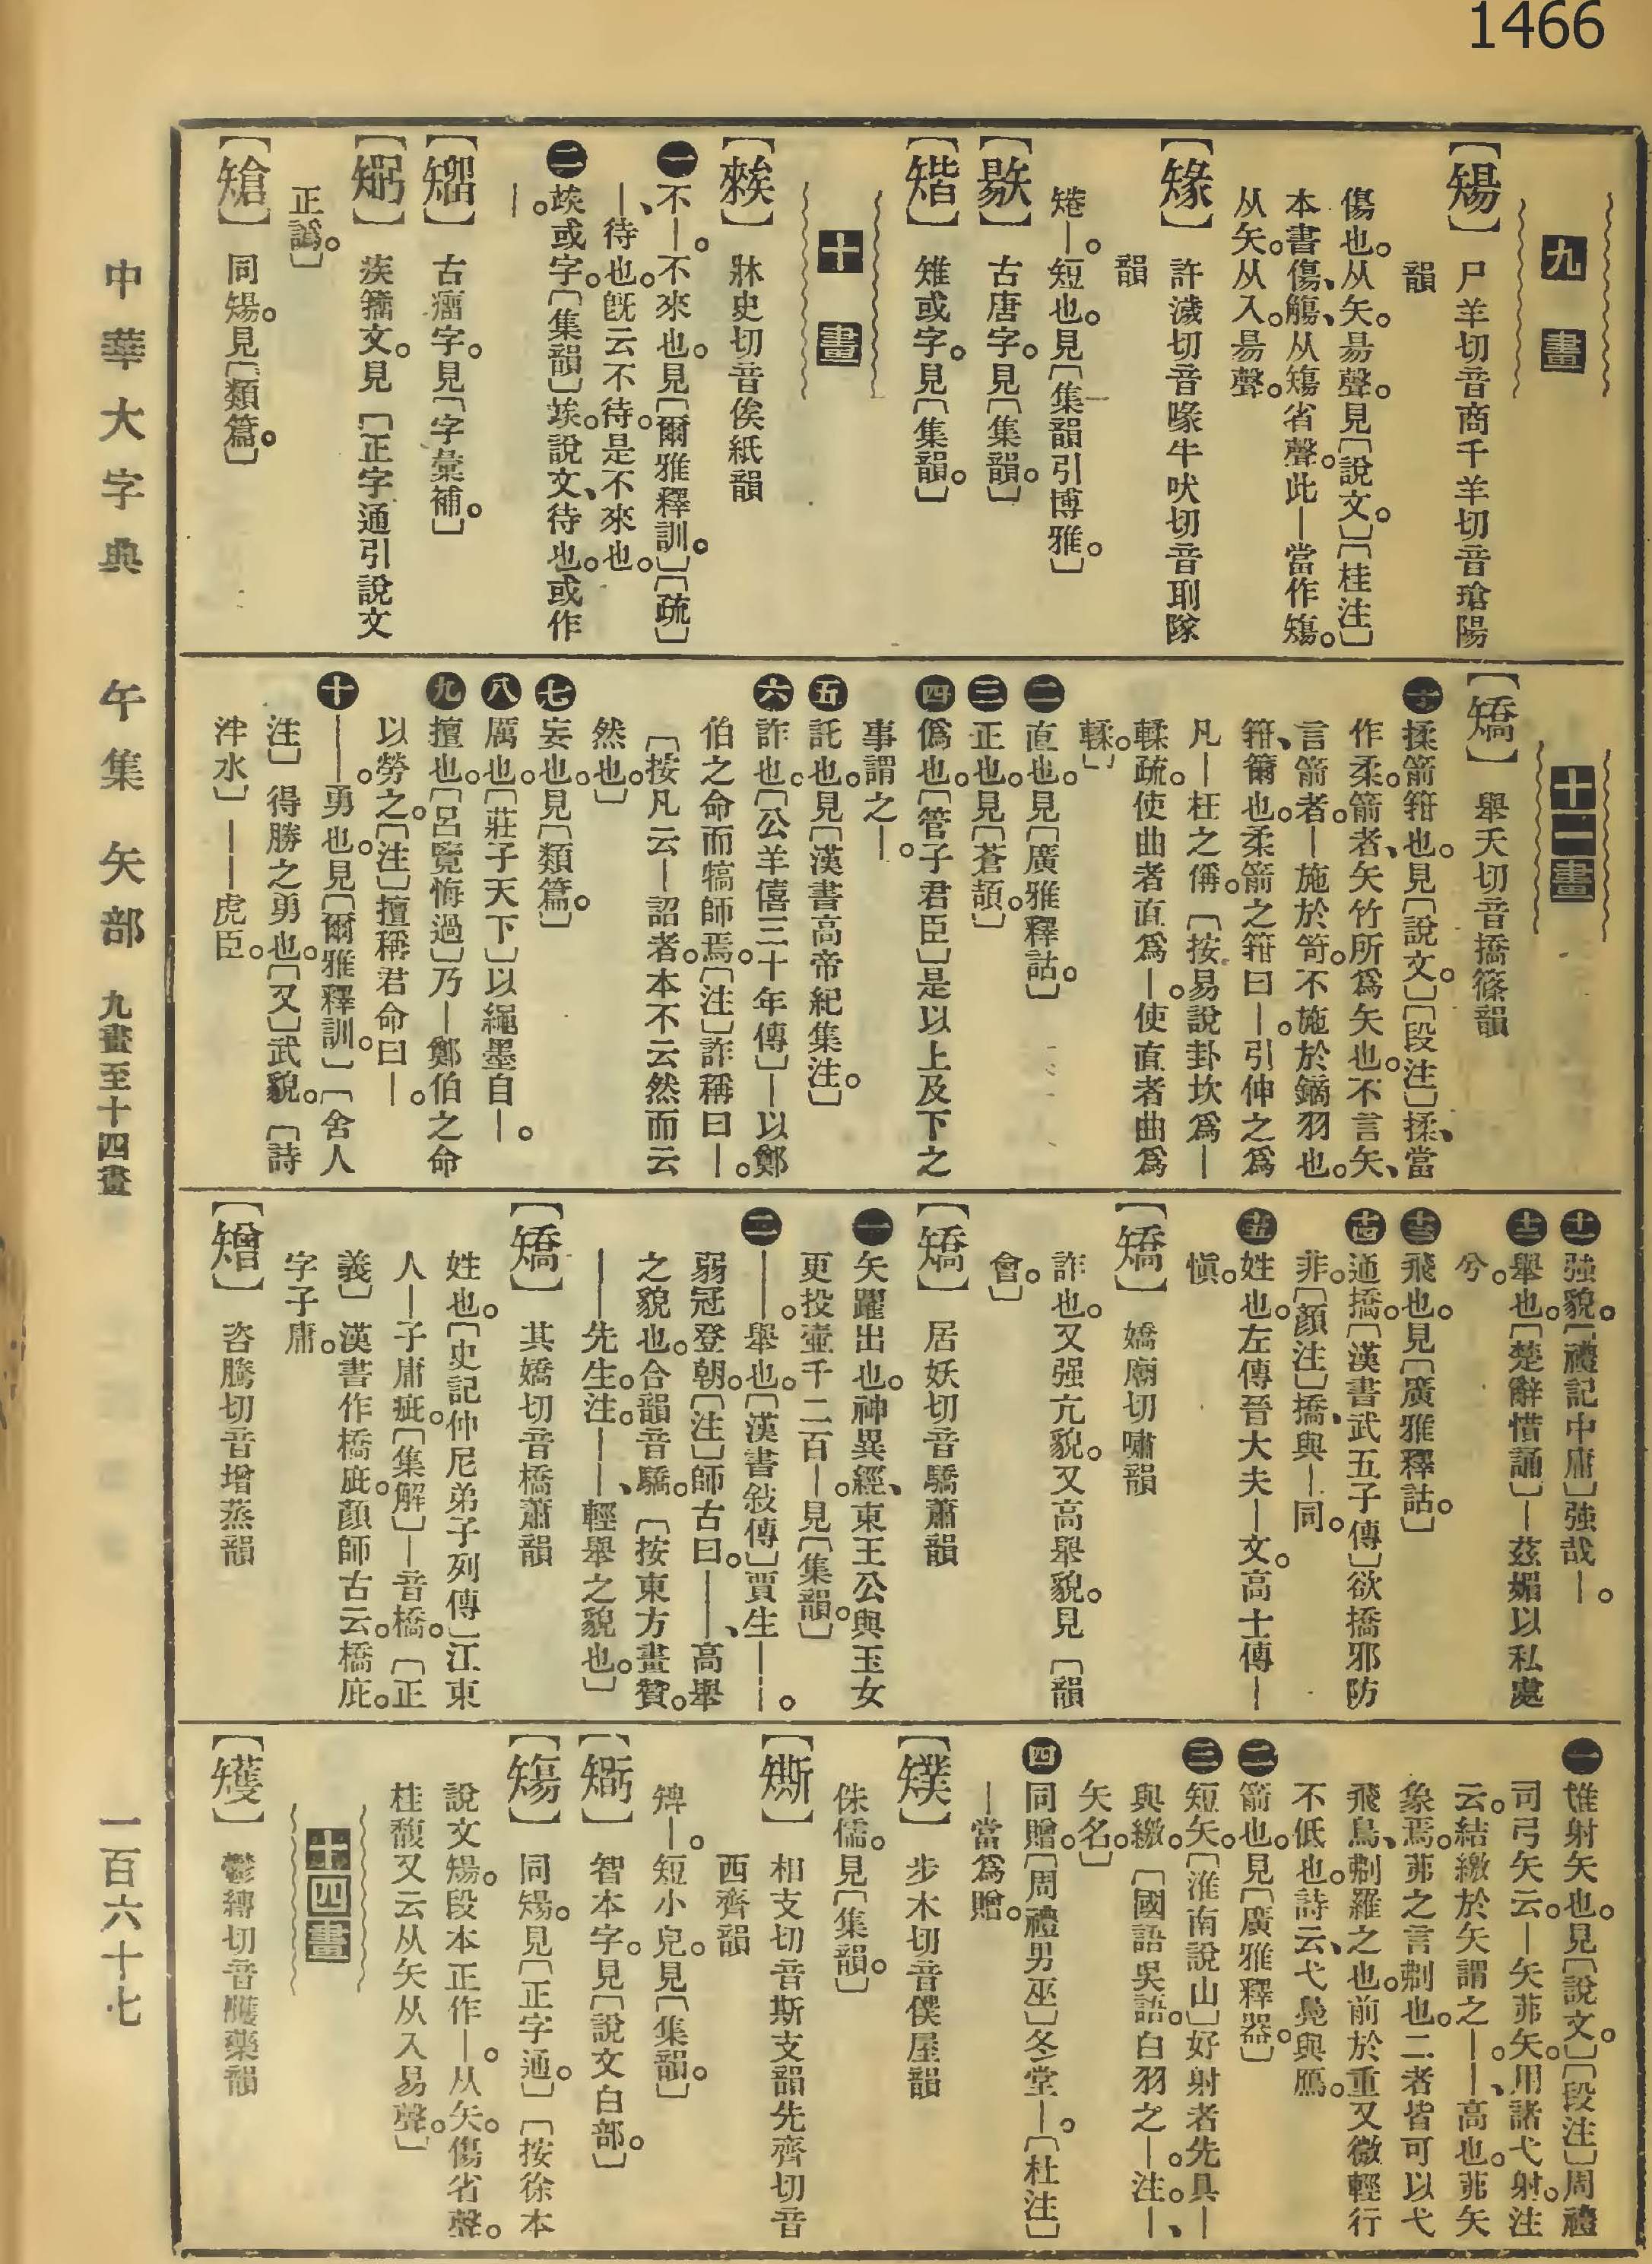 1466
九畫
【煬】尸羊切音商千羊切音瑲陽
韻
傷也。从矢。昜聲。見〔說文。〕〔桂注〕
本書傷、觴、从𥏻省聲。此—當作𥏻。
从矢。从入。昜聲。
許濊切音喙牛吠切音刵隊
韻
𥏬—。短也。見〔集韻引博雅。〕
古唐字。見〔集韻。〕
雉或字。見〔集韻。〕
十畫
牀史切音俟紙韻
㊀不—。不來也。見〔爾雅釋訓。〕〔疏〕
—、待也。旣云不待。是不來也。
㊁竢或字。〔集韻〕竢。說文、待也。或作
—。
古瘤字。見〔字彙補。〕
矦籀文。見〔正字通引說文
正譌。〕
同煬。見〔類篇。〕
十一畫
【矯】舉夭切音撟篠韻
㊀揉箭箝也。見〔說文。〕〔段注〕揉、當
作柔。箭者、矢竹所爲矢也。不言矢、
言箭者。—施於笴。不施於鏑羽也。
箝、籋也。柔箭之箝曰—。引伸之爲
凡—枉之偁。〔按易說卦坎爲—
輮。疏。使曲者直爲—。使直者曲爲
輮。〕
㊁直也。見〔廣雅釋詁。〕
㊂正也。見〔蒼頡。〕
㊃僞也。〔管子君臣〕是以上及下之
事謂之—。
㊄託也。見〔漢書高帝紀集注。〕
㊅詐也。〔公羊僖三十年傳〕—以鄭
伯之命而犒師焉。〔注〕詐稱曰—。
〔按凡云—詔者。本不云然而云
然也。〕
㊆妄也。見〔類篇。〕
㊇厲也。〔莊子天下〕以繩墨自—。
㊈擅也。〔呂覽悔過〕乃—鄭伯之命
以勞之。〔注〕擅稱君命曰—。
㊉——。勇也。見〔爾雅釋訓。〕〔舍人
注〕得勝之勇也。〔又〕武貌。〔詩
泮水〕——虎臣。
十一強貌。〔禮記中庸〕強哉—。
十二舉也。〔楚辭惜誦〕—茲媚以私處
兮。
十三飛也。見〔廣雅釋詁。〕
十四通撟。〔漢書武五子傳〕欲撟邪防
非。〔顏注〕撟、與—同。
十五姓也。左傳晉大夫—文。高士傳—
愼。
【矯】嬌廟切嘯韻
詐也。又强亢貌。又高舉貌。見〔韻
會。〕
【矯】居妖切音驕蕭韻
㊀矢躍出也。神異經、東王公與玉女
更投壺千二百—。見〔集韻。〕
㊁——。舉也。〔漢書敍傳〕賈生——。
弱冠登朝。〔注〕師古曰。——、高舉
之貌也。合韻音驕。〔按東方畫贊。
——先生。注。——、輕舉之貌也。〕
【矯】其嬌切音橋蕭韻
姓也。〔史記仲尼弟子列傳〕江東
人—子庸疵。〔集解〕—音橋。〔正
義〕漢書作橋庇。顏師古云。橋庇。
字子庸。
【矰】咨騰切音增蒸韻
㊀隿射矢也。見〔說文。〕〔段注〕周禮
司弓矢云。—矢茀矢。用諸弋射。注
云。結繳於矢謂之—。—、高也。茀矢
象焉。茀之言㓨也。二者皆可以弋
飛鳥、㓨羅之也。前於重又微輕行
不低也。詩云、弋鳧與鴈。
㊁箭也。見〔廣雅釋器。〕
㊂短矢。〔淮南說山〕好射者先具—
與繳。〔國語吳語。白羽之—。注。—、
矢名。〕
㊃同贈。〔周禮男巫〕冬堂—。〔杜注〕
—當爲贈。
步木切音僕屋韻
侏儒。見〔集韻。〕
相支切音斯支韻先齊切音
西齊韻
𥏠—。短小皃。見〔集韻。〕
智本字。見〔說文白部。〕
同煬。見〔正字通。〕〔按徐本
說文煬。段本正作—。从矢。傷省聲。
桂馥又云从矢从入昜聲。〕
十四畫
【矱】鬱縛切音艧藥韻
中華大字典 午集 矢部 九畫至十四畫 一百六十七